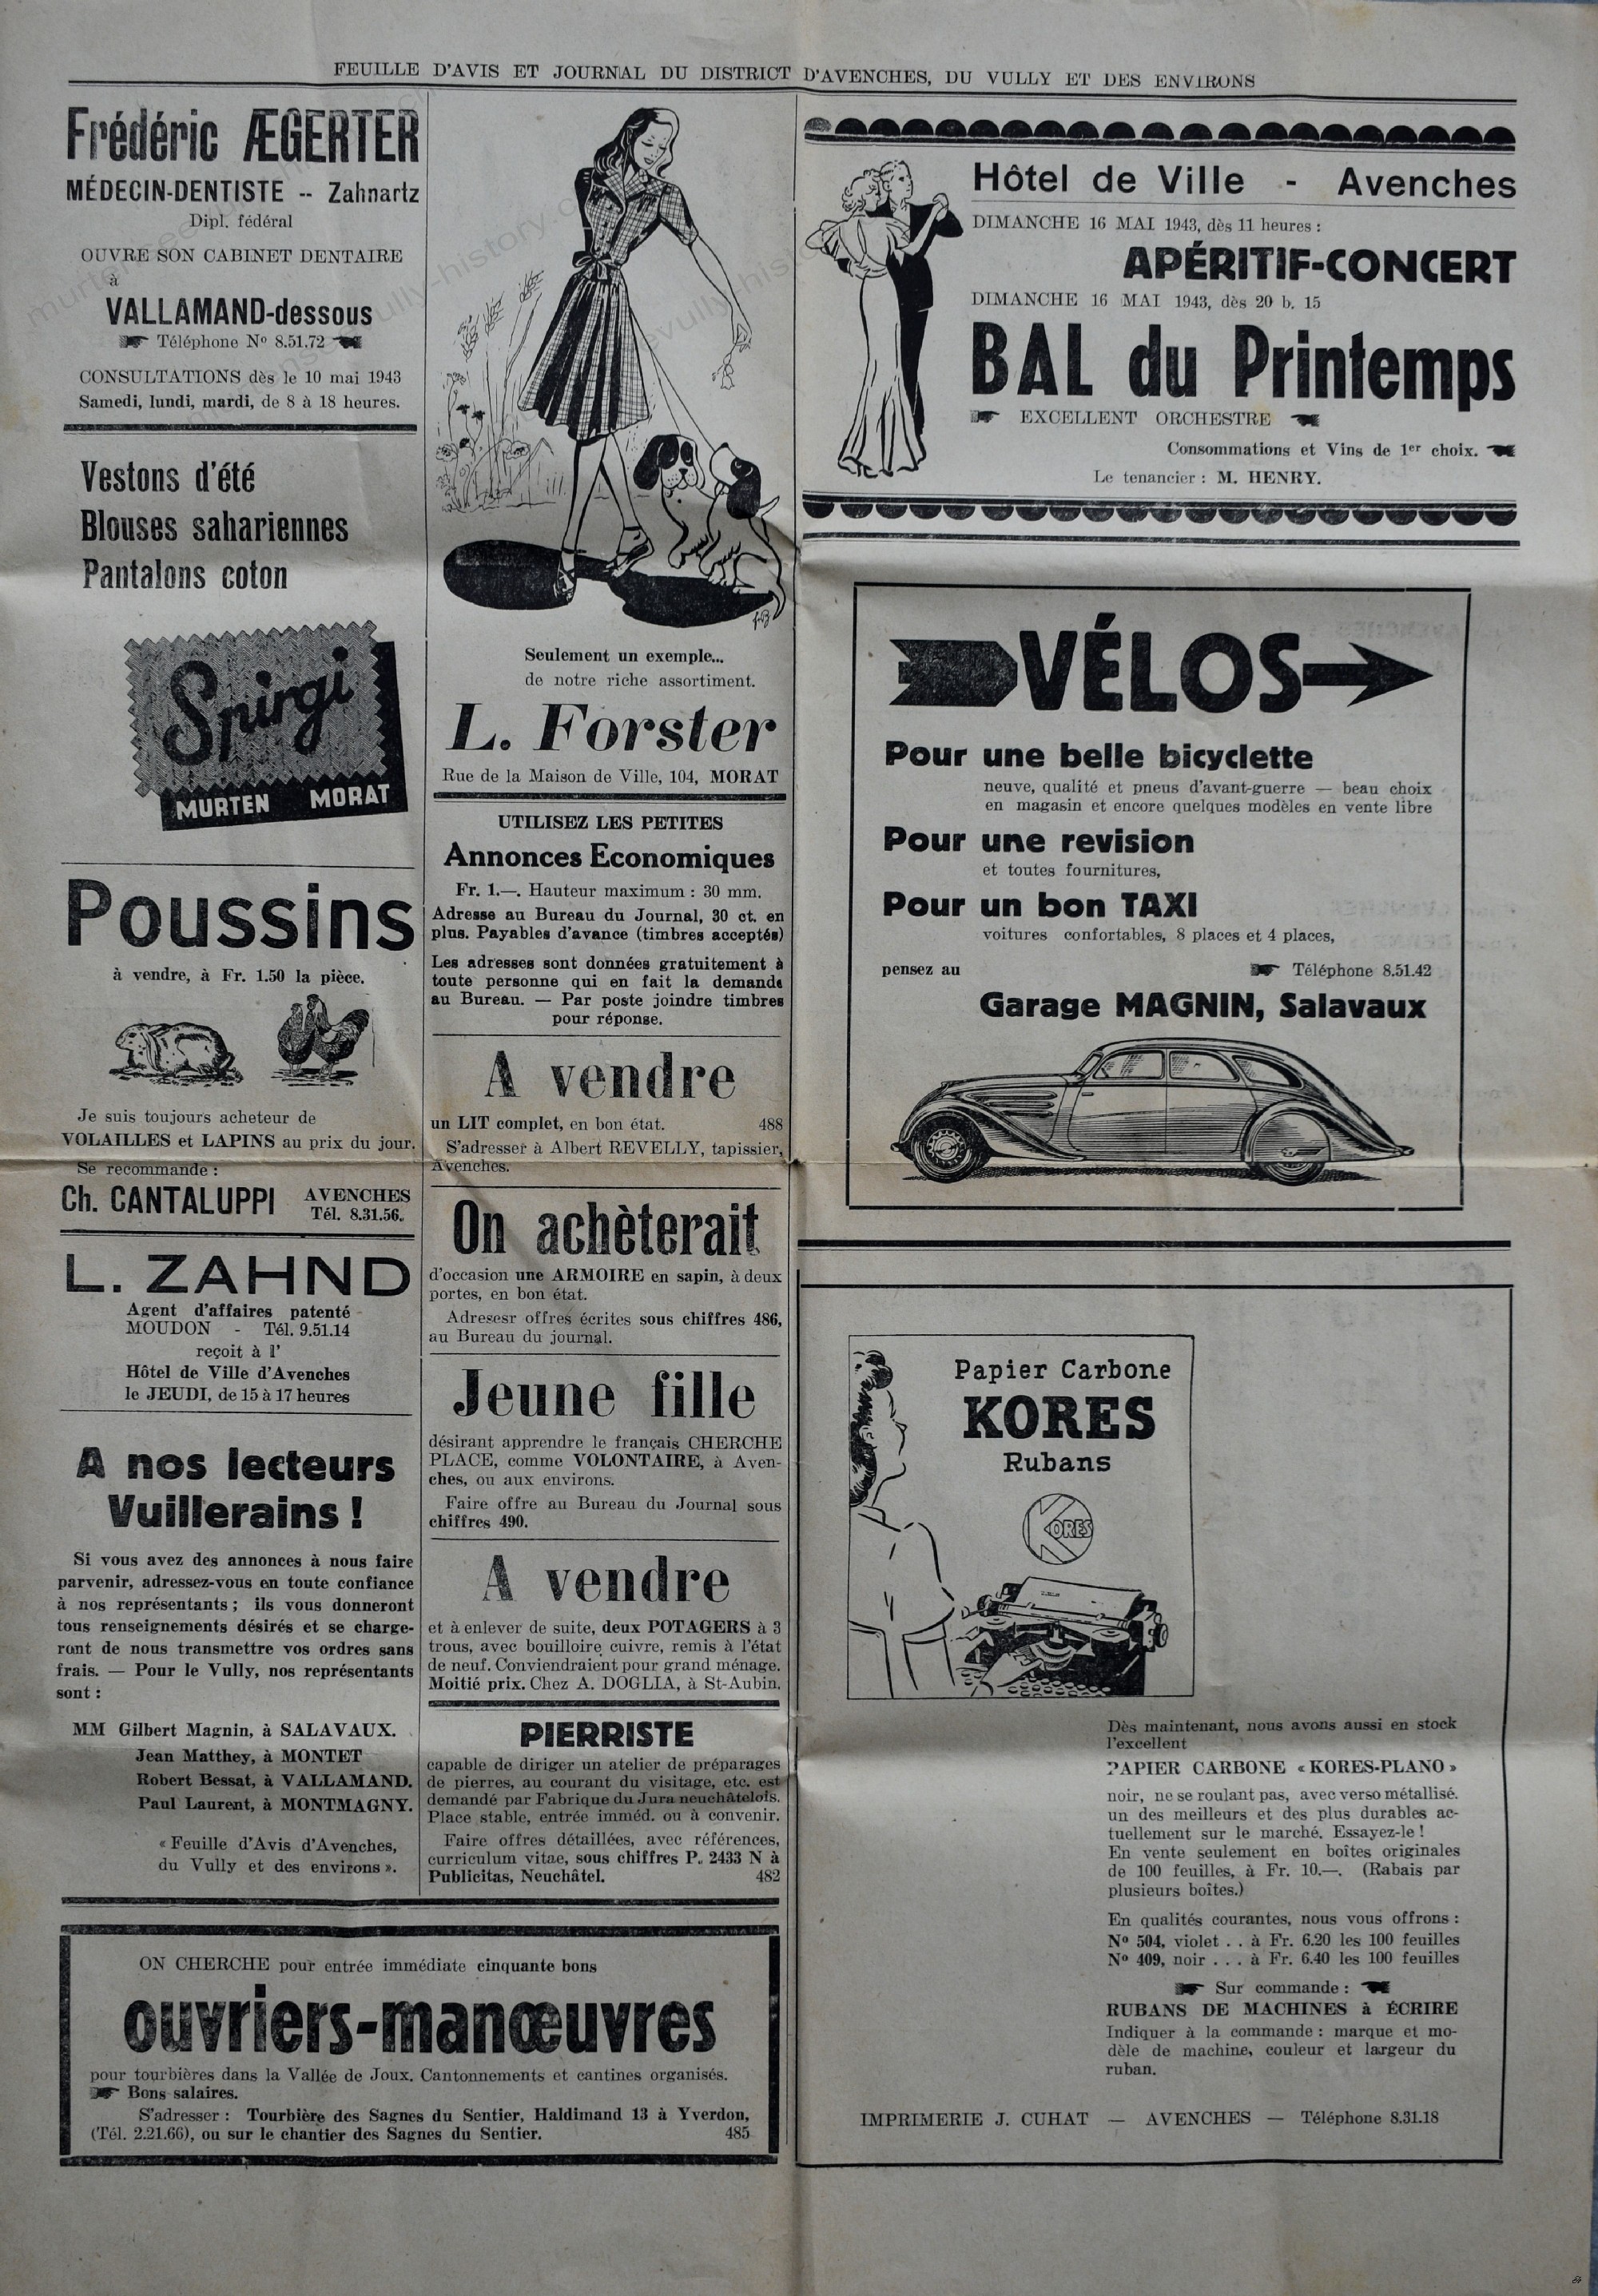 FEUILLE D'AVIS ET JOURNAL DU DISTRICT D'AVENCHES, DU VULLY ET DES ENVIRONS
Frédéric ÆGERTER
MÉDECIN-DENTISTE -- Zahnartz
Dipl. fédéral
OUVRE SON CABINET DENTAIRE
à
VALLAMAND-dessous
Téléphone Nº 8.51.72
CONSULTATIONS dès le 10 mai 1943
Samedi, lundi, mardi, de 8 à 18 heures.
Vestons d'été
Blouses sahariennes
Pantalons coton
Spirgi
MURTEN MORAT
Poussins
à vendre, à Fr. 1.50 la pièce.
Je suis toujours acheteur de
VOLAILLES et LAPINS au prix du jour.
Se recommande :
Ch. CANTALUPPI AVENCHES
Tél. 8.31.56.
L. ZAHND
Agent d'affaires patenté
MOUDON - Tél. 9.51.14
reçoit à l'
Hôtel de Ville d'Avenches
le JEUDI, de 15 à 17 heures
A nos lecteurs
Vuillerains !
Si vous avez des annonces à nous faire
parvenir, adressez-vous en toute confiance
à nos représentants ; ils vous donneront
tous renseignements désirés et se charge-
ront de nous transmettre vos ordres sans
frais. — Pour le Vully, nos représentants
sont :
MM Gilbert Magnin, à SALAVAUX.
Jean Matthey, à MONTET
Robert Bessat, à VALLAMAND.
Paul Laurent, à MONTMAGNY.
« Feuille d'Avis d'Avenches,
du Vully et des environs ».
Seulement un exemple...
de notre riche assortiment.
L. Forster
Rue de la Maison de Ville, 104, MORAT
UTILISEZ LES PETITES
Annonces Economiques
Fr. 1.—. Hauteur maximum : 30 mm.
Adresse au Bureau du Journal, 30 ct. en
plus. Payables d'avance (timbres acceptés)
Les adresses sont données gratuitement à
toute personne qui en fait la demande
au Bureau. — Par poste joindre timbres
pour réponse.
A vendre
un LIT complet, en bon état. 488
S'adresser à Albert REVELLY, tapissier,
Avenches.
On achèterait
d'occasion une ARMOIRE en sapin, à deux
portes, en bon état.
Adresesr offres écrites sous chiffres 486,
au Bureau du journal.
Jeune fille
désirant apprendre le français CHERCHE
PLACE, comme VOLONTAIRE, à Aven-
ches, ou aux environs.
Faire offre au Bureau du Journal sous
chiffres 490.
A vendre
et à enlever de suite, deux POTAGERS à 3
trous, avec bouilloire cuivre, remis à l'état
de neuf. Conviendraient pour grand ménage.
Moitié prix. Chez A. DOGLIA, à St-Aubin.
PIERRISTE
capable de diriger un atelier de préparages
de pierres, au courant du visitage, etc. est
demandé par Fabrique du Jura neuchâtelois.
Place stable, entrée imméd. ou à convenir.
Faire offres détaillées, avec références,
curriculum vitae, sous chiffres P. 2433 N à
Publicitas, Neuchâtel. 482
ON CHERCHE pour entrée immédiate cinquante bons
ouvriers-manœuvres
pour tourbières dans la Vallée de Joux. Cantonnements et cantines organisés.
Bons salaires.
S'adresser : Tourbière des Sagnes du Sentier, Haldimand 13 à Yverdon,
(Tél. 2.21.66), ou sur le chantier des Sagnes du Sentier. 485
Hôtel de Ville - Avenches
DIMANCHE 16 MAI 1943, dès 11 heures :
APÉRITIF-CONCERT
DIMANCHE 16 MAI 1943, dès 20 b. 15
BAL du Printemps
EXCELLENT ORCHESTRE
Consommations et Vins de 1er choix.
Le tenancier : M. HENRY.
VÉLOS
Pour une belle bicyclette
neuve, qualité et pneus d'avant-guerre — beau choix
en magasin et encore quelques modèles en vente libre
Pour une revision
et toutes fournitures,
Pour un bon TAXI
voitures confortables, 8 places et 4 places,
pensez au Téléphone 8.51.42
Garage MAGNIN, Salavaux
Papier Carbone
KORES
Rubans
KORES
Dès maintenant, nous avons aussi en stock
l'excellent
PAPIER CARBONE « KORES-PLANO »
noir, ne se roulant pas, avec verso métallisé.
un des meilleurs et des plus durables ac-
tuellement sur le marché. Essayez-le !
En vente seulement en boîtes originales
de 100 feuilles, à Fr. 10.—. (Rabais par
plusieurs boîtes.)
En qualités courantes, nous vous offrons :
Nº 504, violet . . à Fr. 6.20 les 100 feuilles
Nº 409, noir . . . à Fr. 6.40 les 100 feuilles
Sur commande :
RUBANS DE MACHINES à ÉCRIRE
Indiquer à la commande : marque et mo-
dèle de machine, couleur et largeur du
ruban.
IMPRIMERIE J. CUHAT — AVENCHES — Téléphone 8.31.18